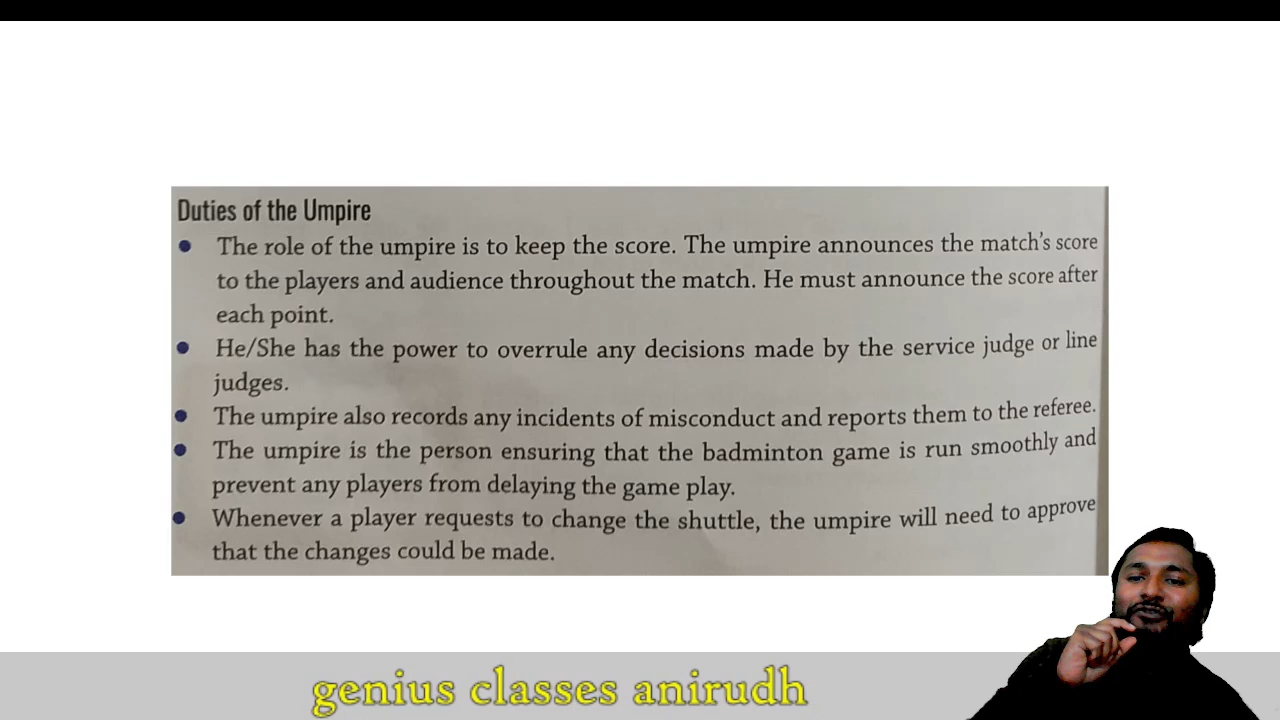 Duties of the Umpire
The role of the umpire is to keep the score. The umpire announces the match's score
to the players and audience throughout the match. He must announce the score after
each point.
He/She has the power to overrule any decisions made by the service judge or line
judges.
The umpire also records any incidents of misconduct and reports them to the referee.
The umpire is the person ensuring that the badminton game is run smoothly and
prevent any players from delaying the game play.
Whenever a player requests to change the shuttle, the umpire will need to approve
that the changes could be made.
genius classes anirudh